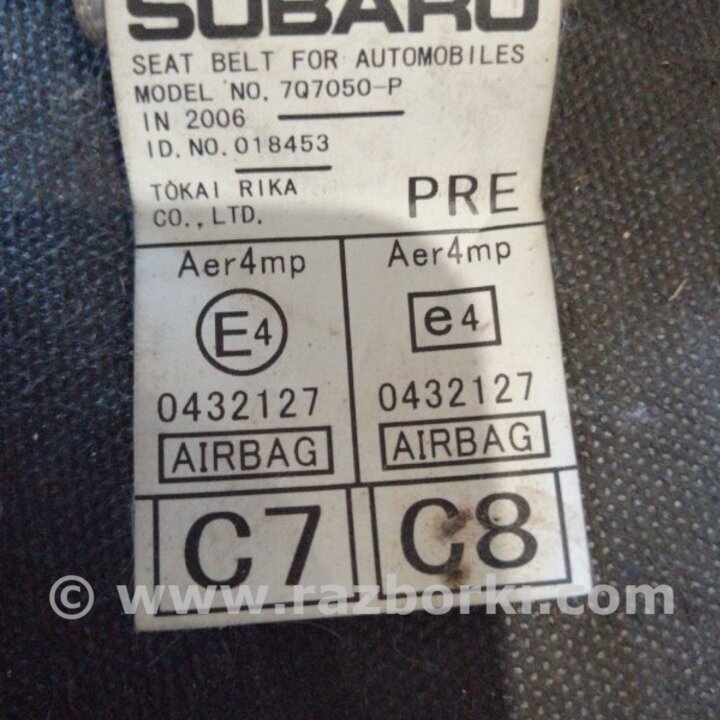 SUBARU
SEAT BELT FOR AUTOMOBILES
MODEL NO. 7Q7050-P
IN 2006
ID. NO. 018453
TOKAI RIKA
CO., LTD.
PRE
Aer4mp Aer4mp
E4 e4
0432127 0432127
AIRBAG AIRBAG
C7 C8
© www.razborki.com